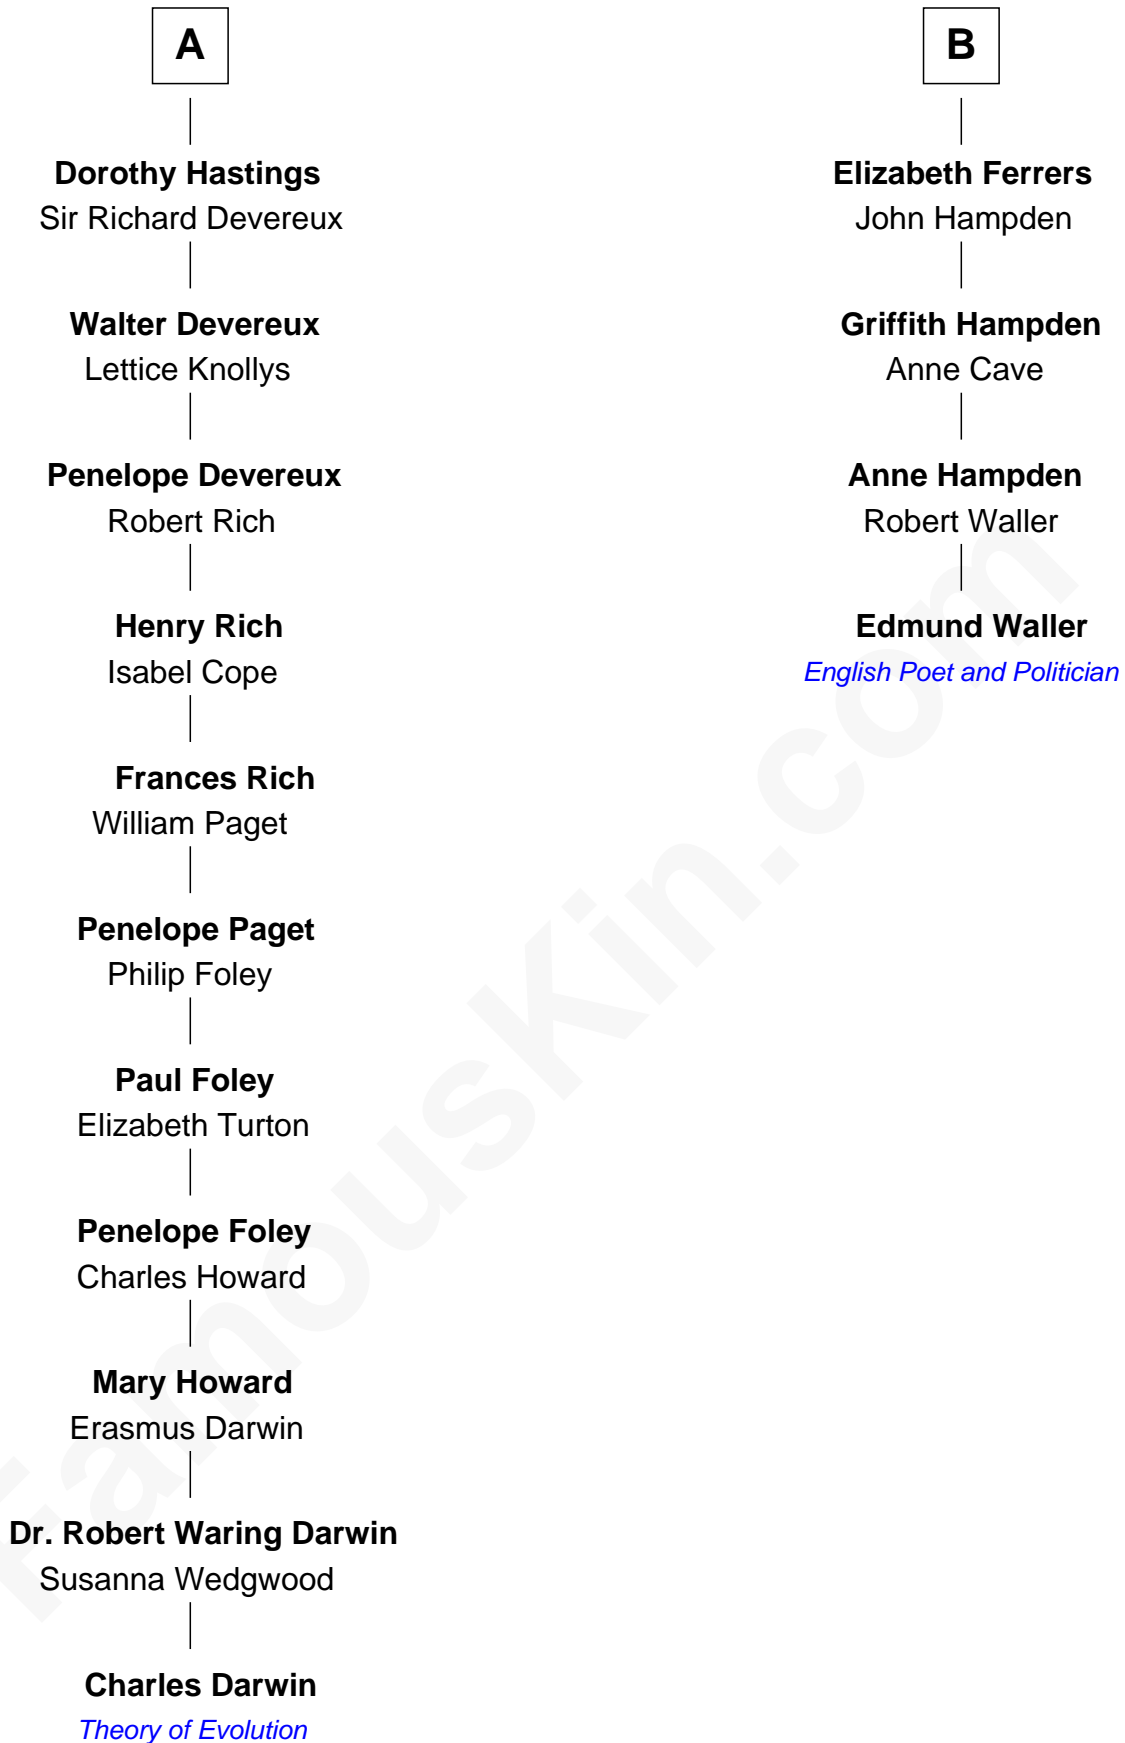 A
Dorothy Hastings
Sir Richard Devereux
Walter Devereux
Lettice Knollys
Penelope Devereux
Robert Rich
Henry Rich
Isabel Cope
Frances Rich
William Paget
Penelope Paget
Philip Foley
Paul Foley
Elizabeth Turton
Penelope Foley
Charles Howard
Mary Howard
Erasmus Darwin
Dr. Robert Waring Darwin
Susanna Wedgwood
Charles Darwin
Theory of Evolution
B
Elizabeth Ferrers
John Hampden
Griffith Hampden
Anne Cave
Anne Hampden
Robert Waller
Edmund Waller
English Poet and Politician
FamousKin.com